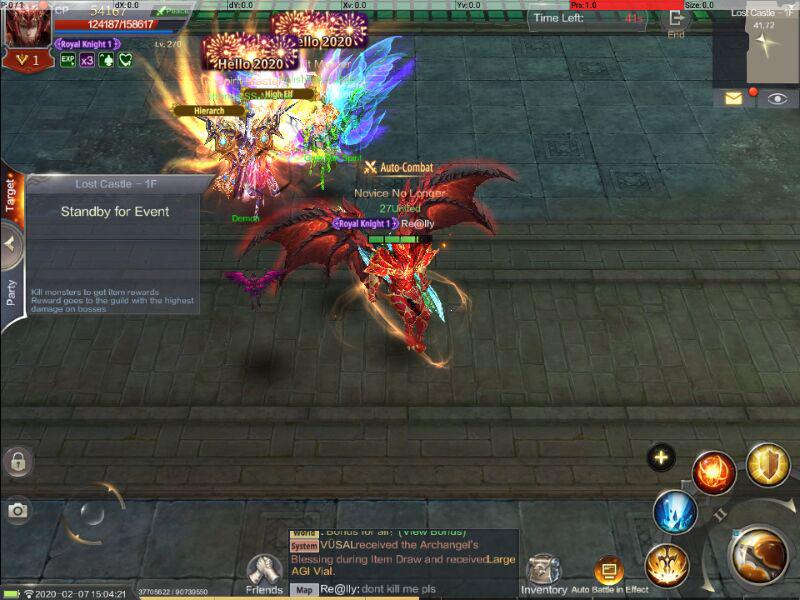 P:0 / 1 dX:0.0 dY:0.0 Xv:0.0 Yv:0.0 Prs:1.0 Size:0.0
CP 54167 Peace
124187/158617
Royal Knight 1 Lv. 270
V 1 EXP x3
Time Left: 41s
End
Lost Castle - 1F
41,72
Hello 2020
Hello 2020
High Elf
Hierarch
Demon
Auto-Combat
Novice No Longer
27United
Royal Knight 1 Re@lly
Target
Party
Lost Castle - 1F
Standby for Event
Kill monsters to get item rewards
Reward goes to the guild with the highest
damage on bosses
World : Bonus for all! (View Bonus)
System VÜSALreceived the Archangel's
Blessing during Item Draw and receivedLarge
AGI Vial.
Map Re@lly: dont kill me pls
Friends
Inventory
Auto Battle in Effect
2020-02-07 15:04:21
37705622 / 90739550